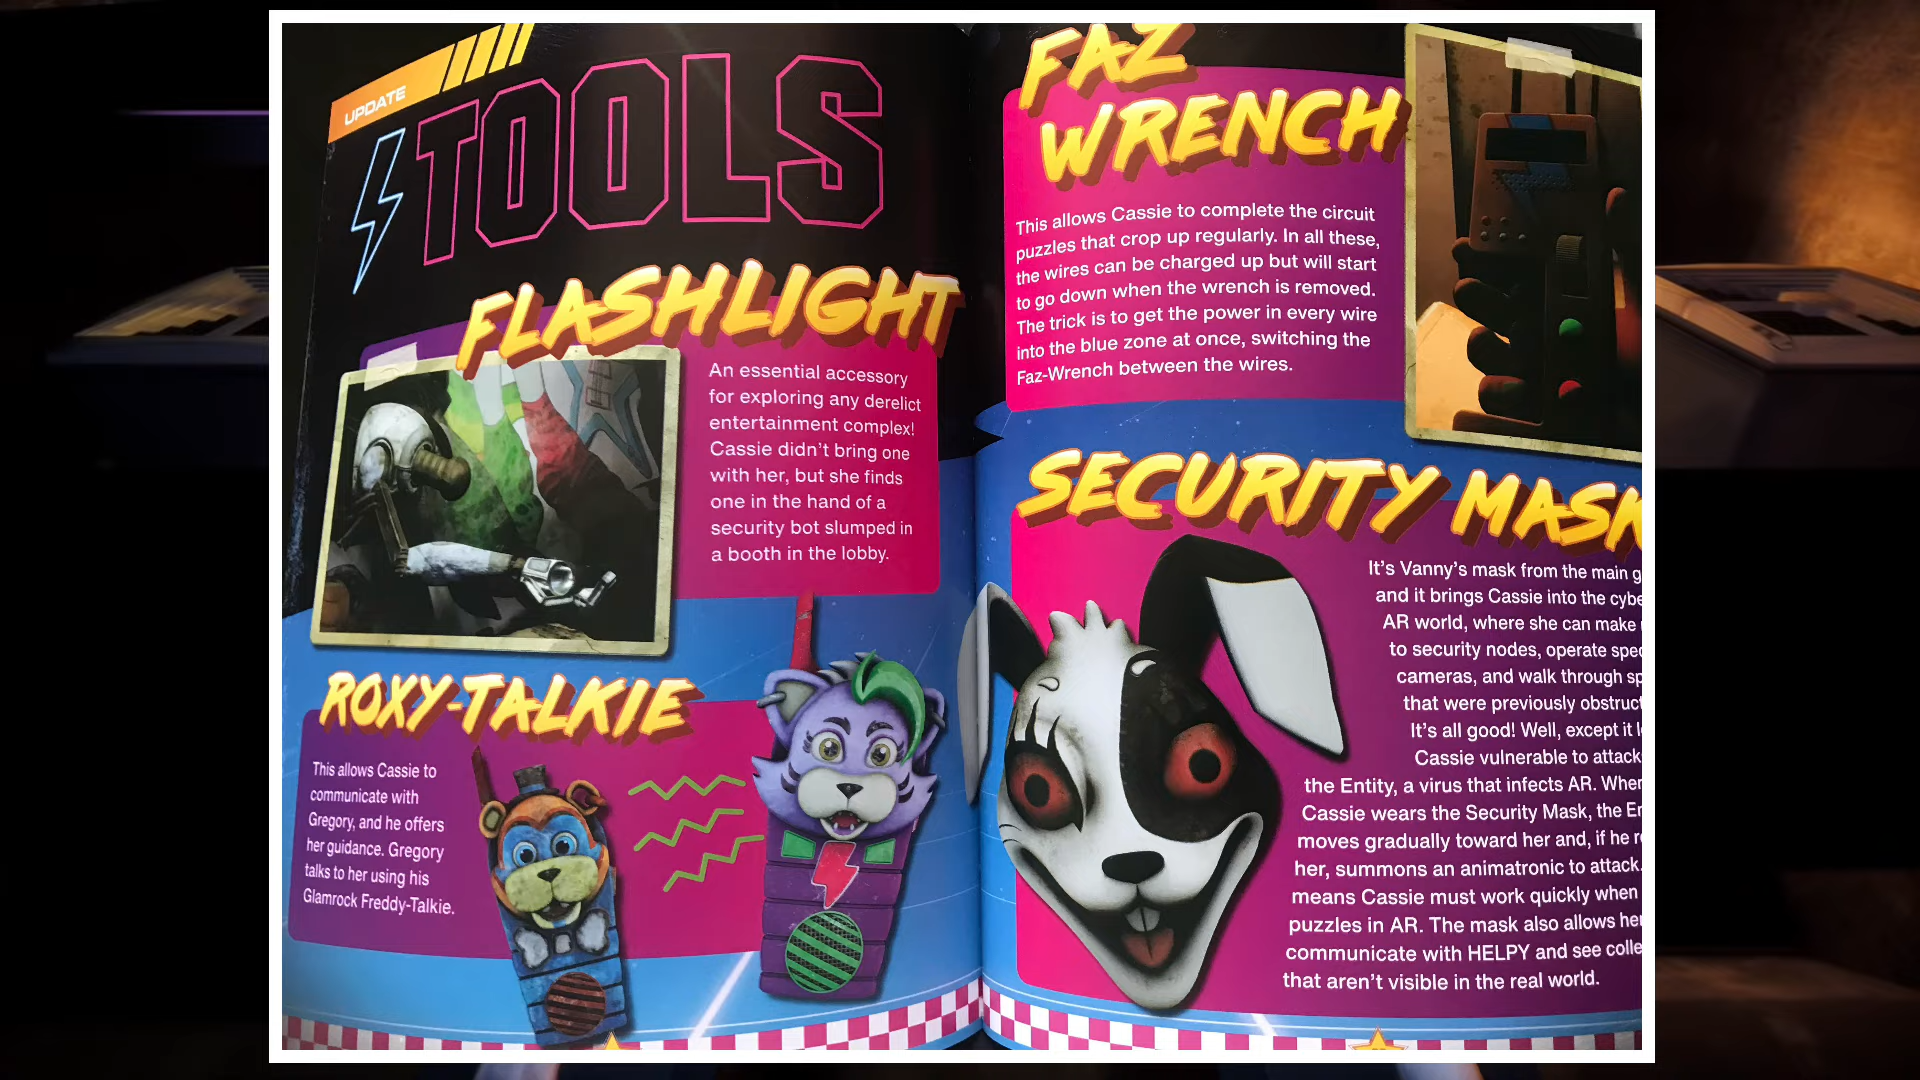 UPDATE
TOOLS
FLASHLIGHT
An essential accessory
for exploring any derelict
entertainment complex!
Cassie didn't bring one
with her, but she finds
one in the hand of a
security bot slumped in
a booth in the lobby.
ROXY-TALKIE
This allows Cassie to
communicate with
Gregory, and he offers
her guidance. Gregory
talks to her using his
Glamrock Freddy-Talkie.
FAZ
WRENCH
This allows Cassie to complete the circuit
puzzles that crop up regularly. In all these,
the wires can be charged up but will start
to go down when the wrench is removed.
The trick is to get the power in every wire
into the blue zone at once, switching the
Faz-Wrench between the wires.
SECURITY MASK
It's Vanny's mask from the main
and it brings Cassie into the
AR world, where she can make
to security nodes, operate
cameras, and walk through
that were previously
It's all good! Well, except it
Cassie vulnerable to attack
the Entity, a virus that infects AR. When
Cassie wears the Security Mask, the
moves gradually toward her and, if he
her, summons an animatronic to attack.
means Cassie must work quickly when
puzzles in AR. The mask also allows her
communicate with HELPY and see
that aren't visible in the real world.